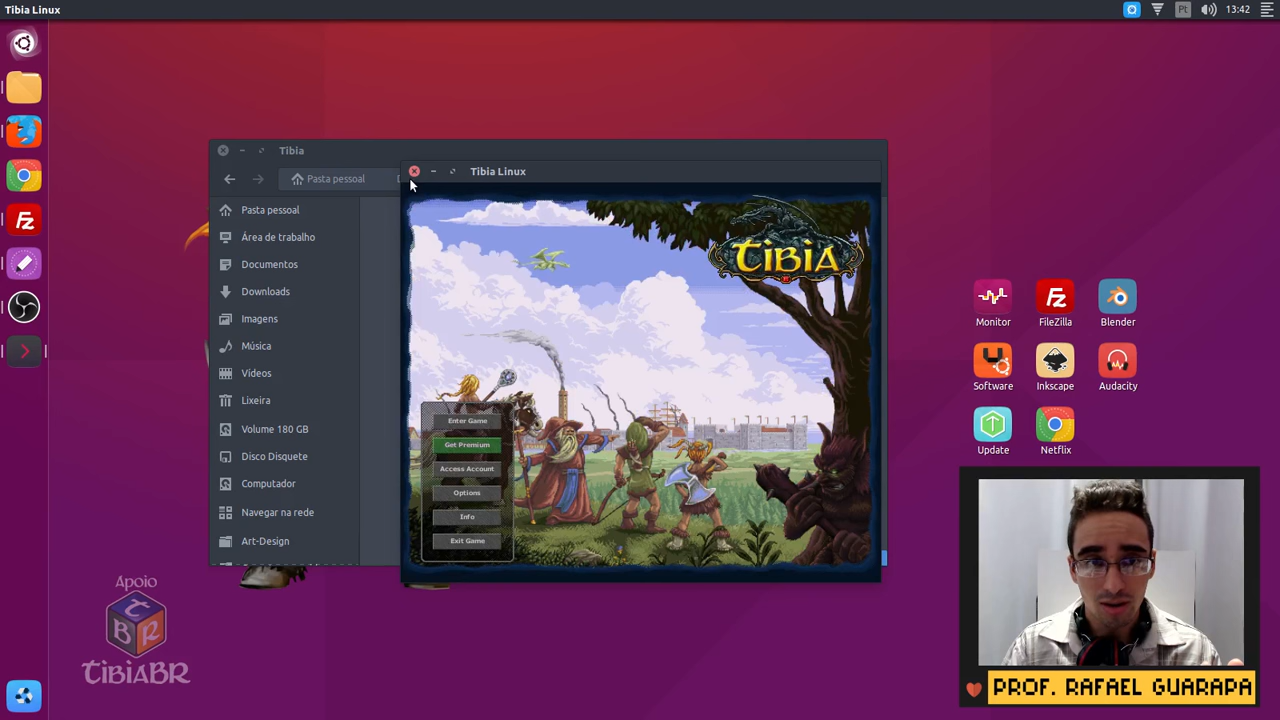 Tibia Linux
Pt
13:42
Tibia
Pasta pessoal
Tibia Linux
Pasta pessoal
Área de trabalho
Documentos
Downloads
Imagens
Música
Vídeos
Lixeira
Volume 180 GB
Disco Disquete
Computador
Navegar na rede
Art-Design
TIBIA
Enter Game
Get Premium
Access Account
Options
Info
Exit Game
Monitor
FileZilla
Blender
Software
Inkscape
Audacity
Update
Netflix
Apoio
T
B R
TIBIABR
PROF. RAFAEL GUARAPA